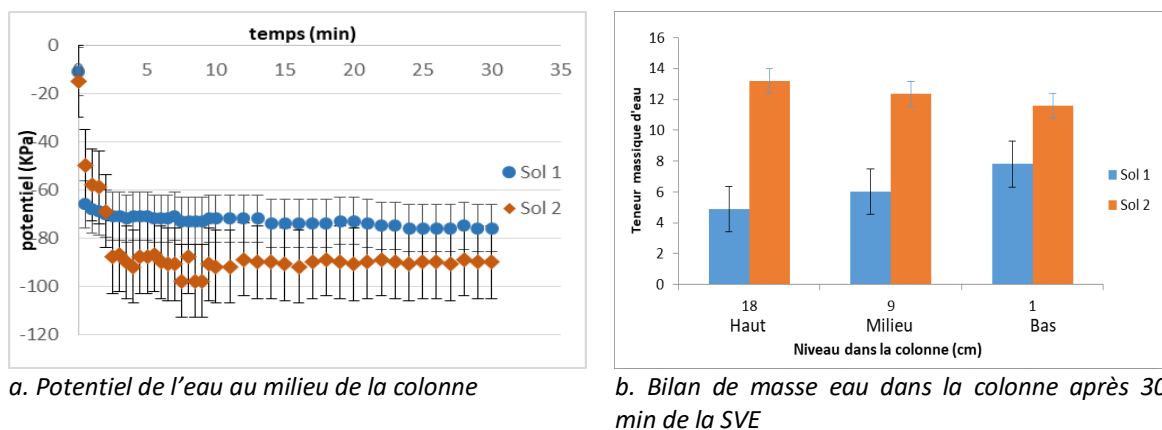 temps (min)
0
0 5 10 15 20 25 30 35
-20
-40
-60
-80
-100
-120
potentiel (KPa)
Sol 1
Sol 2
a. Potentiel de l’eau au milieu de la colonne
16
14
12
10
8
6
4
2
0
Teneur massique d'eau
18 9 1
Haut Milieu Bas
Niveau dans la colonne (cm)
Sol 1
Sol 2
b. Bilan de masse eau dans la colonne après 30
min de la SVE